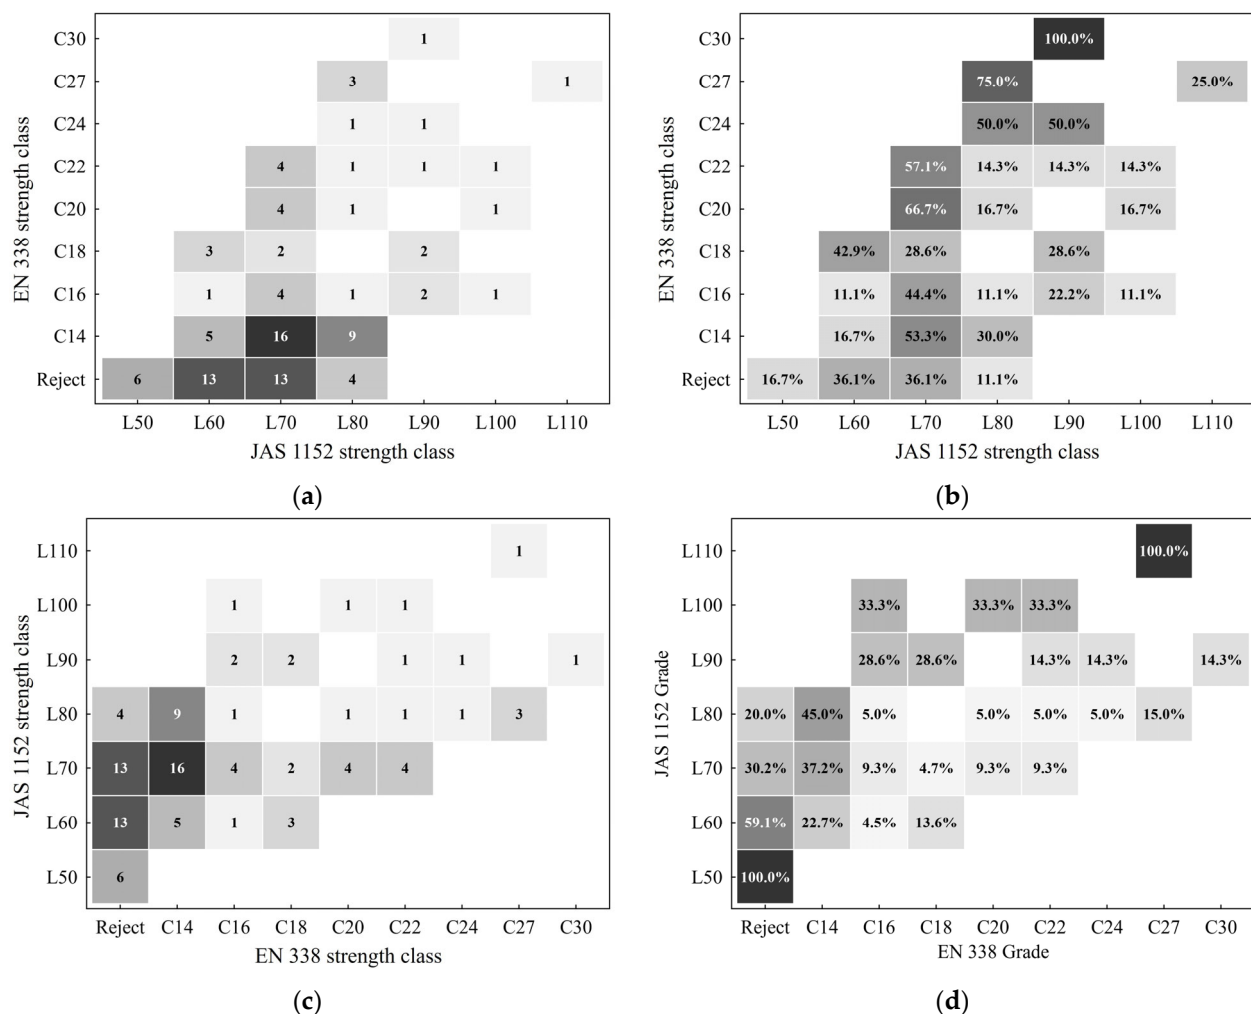 C30 1
C27 3 1
C24 1 1
C22 4 1 1 1
C20 4 1 1
C18 3 2 2
C16 1 4 1 2 1
C14 5 16 9
Reject 6 13 13 4
L50 L60 L70 L80 L90 L100 L110
JAS 1152 strength class
EN 338 strength class
(a)
C30 100.0%
C27 75.0% 25.0%
C24 50.0% 50.0%
C22 57.1% 14.3% 14.3% 14.3%
C20 66.7% 16.7% 16.7%
C18 42.9% 28.6% 28.6%
C16 11.1% 44.4% 11.1% 22.2% 11.1%
C14 16.7% 53.3% 30.0%
Reject 16.7% 36.1% 36.1% 11.1%
L50 L60 L70 L80 L90 L100 L110
JAS 1152 strength class
EN 338 strength class
(b)
L110 1
L100 1 1 1
L90 2 2 1 1 1
L80 4 9 1 1 1 1 3
L70 13 16 4 2 4 4
L60 13 5 1 3
L50 6
Reject C14 C16 C18 C20 C22 C24 C27 C30
EN 338 strength class
JAS 1152 strength class
(c)
L110 100.0%
L100 33.3% 33.3% 33.3%
L90 28.6% 28.6% 14.3% 14.3% 14.3%
L80 20.0% 45.0% 5.0% 5.0% 5.0% 5.0% 15.0%
L70 30.2% 37.2% 9.3% 4.7% 9.3% 9.3%
L60 59.1% 22.7% 4.5% 13.6%
L50 100.0%
Reject C14 C16 C18 C20 C22 C24 C27 C30
EN 338 Grade
JAS 1152 Grade
(d)